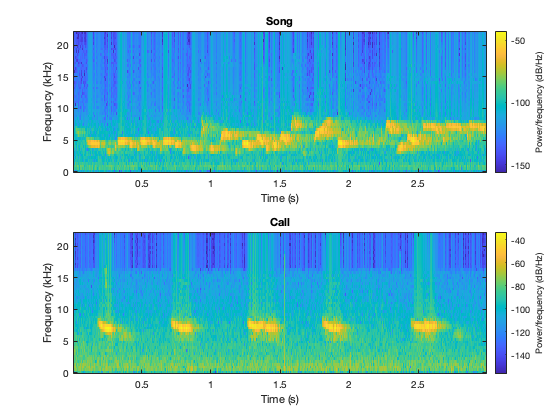 Song
20
15
10
5
0
Frequency (kHz)
0.5 1 1.5 2 2.5
Time (s)
-50
-100
-150
Power/frequency (dB/Hz)
Call
20
15
10
5
0
Frequency (kHz)
0.5 1 1.5 2 2.5
Time (s)
-40
-60
-80
-100
-120
-140
Power/frequency (dB/Hz)